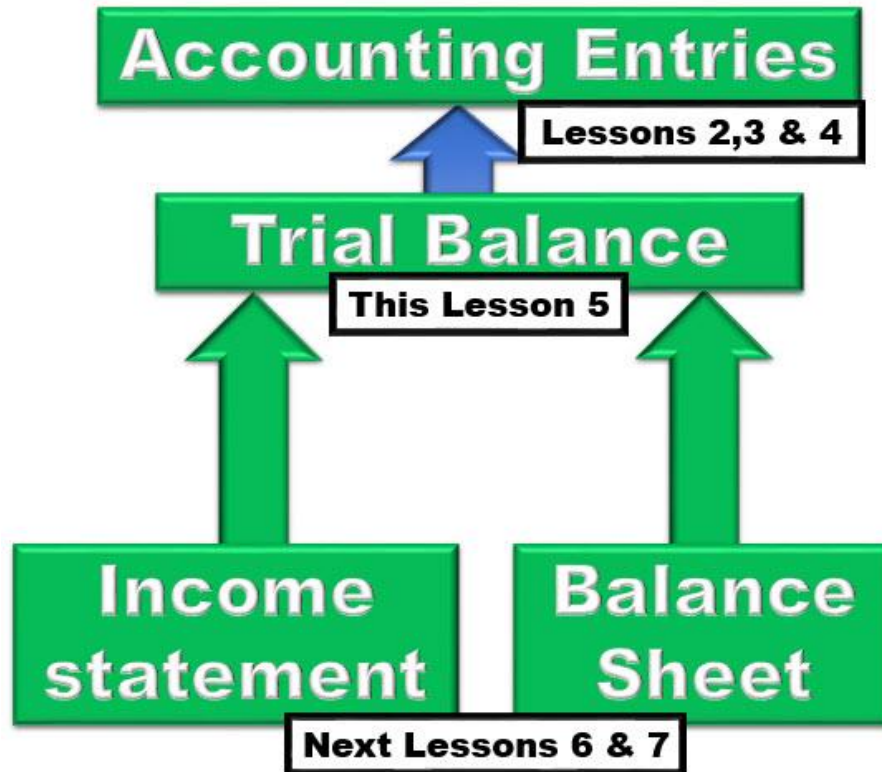 Accounting Entries
Lessons 2,3 & 4
Trial Balance
This Lesson 5
Income
statement
Balance
Sheet
Next Lessons 6 & 7